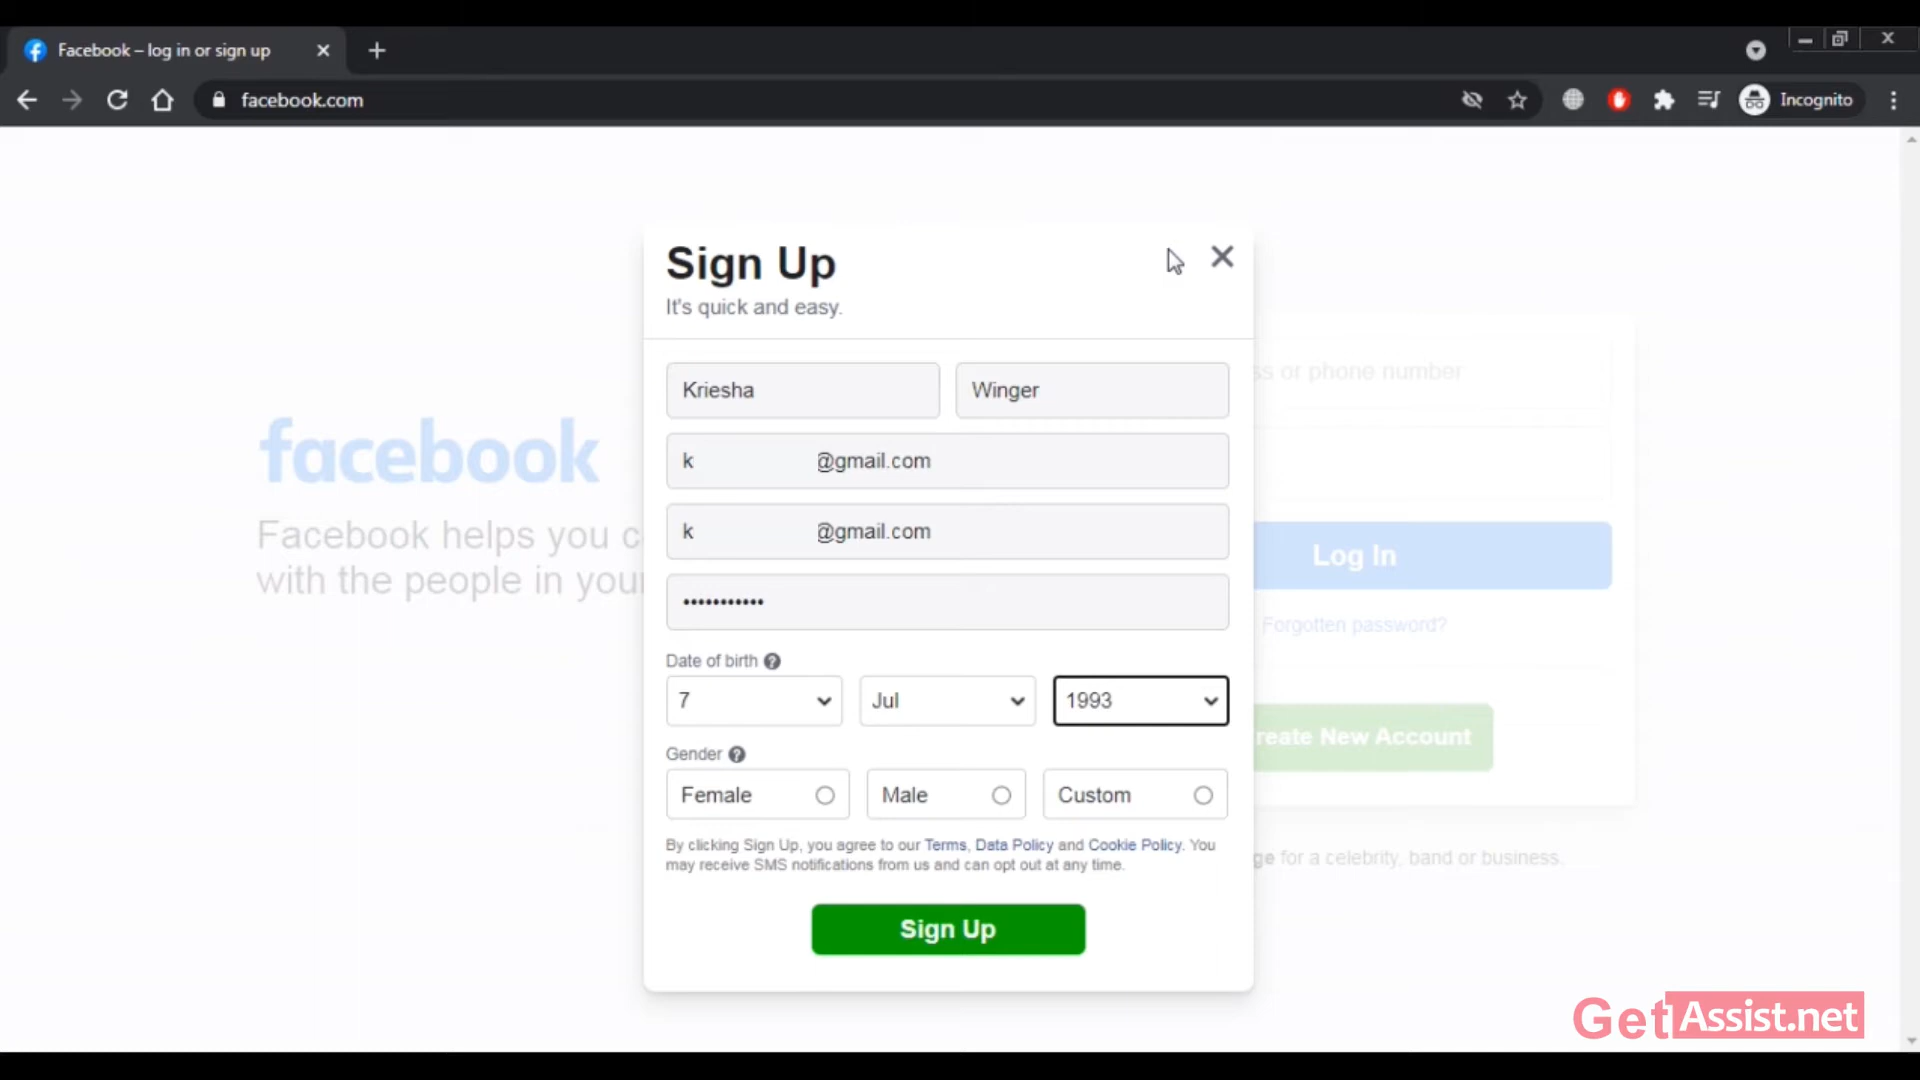 Facebook – log in or sign up
facebook.com
Incognito
Sign Up
It's quick and easy.
Kriesha
Winger
k @gmail.com
k @gmail.com
•••••••••••
Date of birth ?
7
Jul
1993
Gender ?
Female
Male
Custom
By clicking Sign Up, you agree to our Terms, Data Policy and Cookie Policy. You
may receive SMS notifications from us and can opt out at any time.
Sign Up
facebook
Facebook helps you c
with the people in your
ss or phone number
Log In
Forgotten password?
reate New Account
ge for a celebrity, band or business.
GetAssist.net